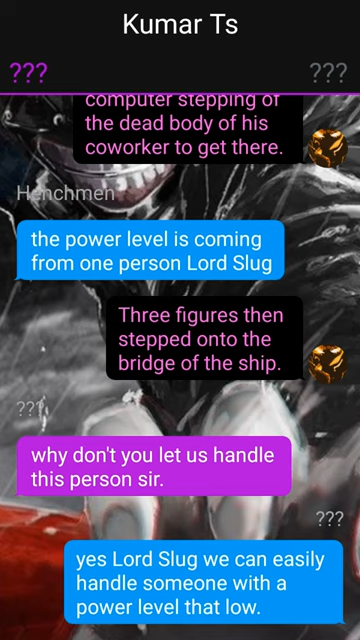 Kumar Ts
???
???
computer stepping of
the dead body of his
coworker to get there.
Henchmen
the power level is coming
from one person Lord Slug
Three figures then
stepped onto the
bridge of the ship.
???
why don't you let us handle
this person sir.
???
yes Lord Slug we can easily
handle someone with a
power level that low.